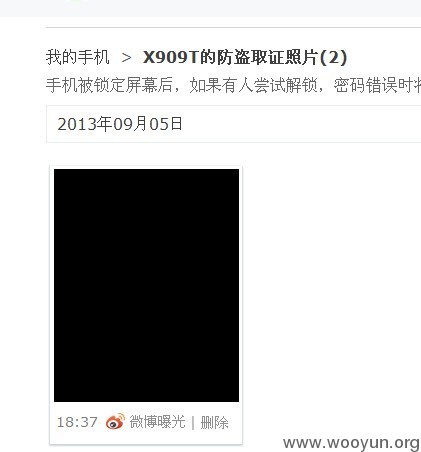 我的手机 > X909T的防盗取证照片(2)
手机被锁定屏幕后，如果有人尝试解锁，密码错误时将
2013年09月05日
18:37 微博曝光 | 删除
www.wooyun.org